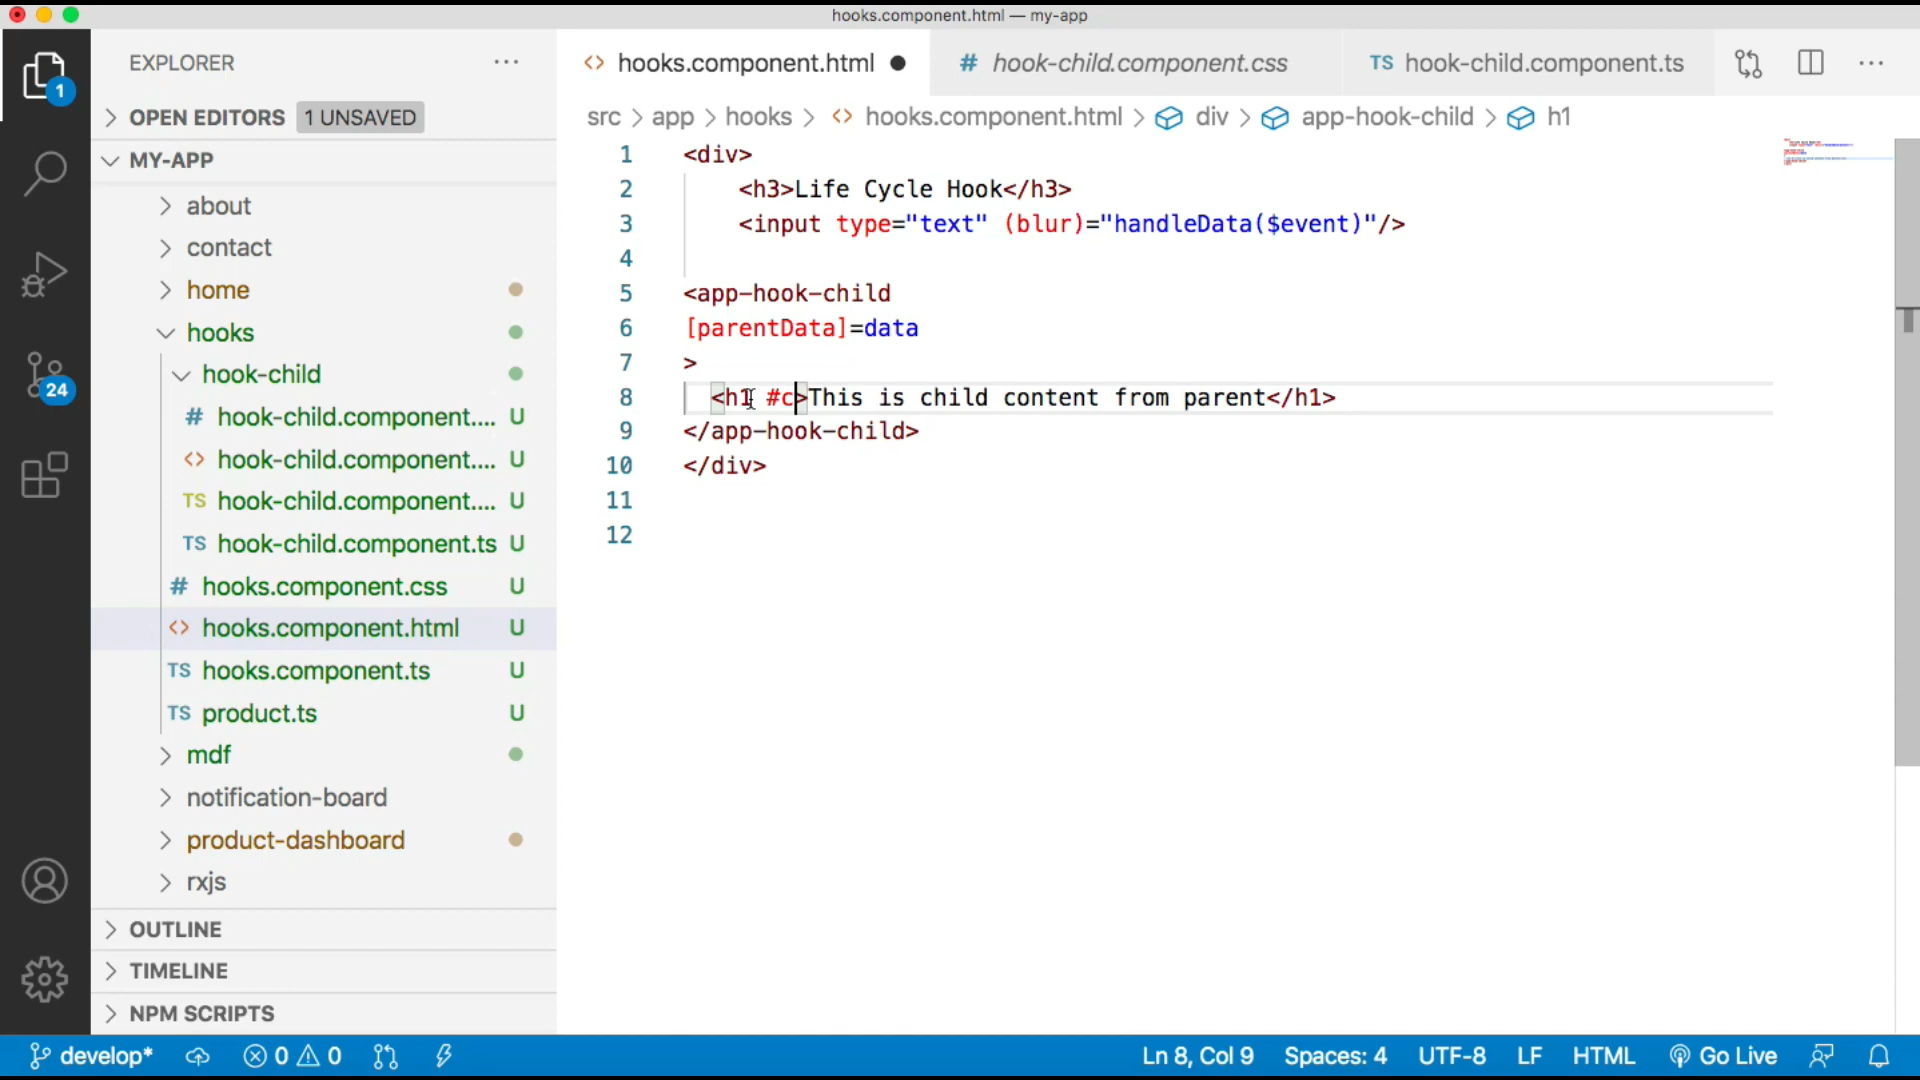 hooks.component.html — my-app
EXPLORER
hooks.component.html
# hook-child.component.css
TS hook-child.component.ts
1
OPEN EDITORS 1 UNSAVED
src > app > hooks > hooks.component.html > div > app-hook-child > h1
MY-APP
about
contact
home
hooks
hook-child
# hook-child.component.... U
hook-child.component.... U
TS hook-child.component.... U
TS hook-child.component.ts U
# hooks.component.css U
hooks.component.html U
TS hooks.component.ts U
TS product.ts U
mdf
notification-board
product-dashboard
rxjs
OUTLINE
TIMELINE
NPM SCRIPTS
24
1 <div>
2 <h3>Life Cycle Hook</h3>
3 <input type="text" (blur)="handleData($event)"/>
4
5 <app-hook-child
6 [parentData]=data
7 >
8 <h1 #c>This is child content from parent</h1>
9 </app-hook-child>
10 </div>
11
12
develop* 0 0 Ln 8, Col 9 Spaces: 4 UTF-8 LF HTML Go Live